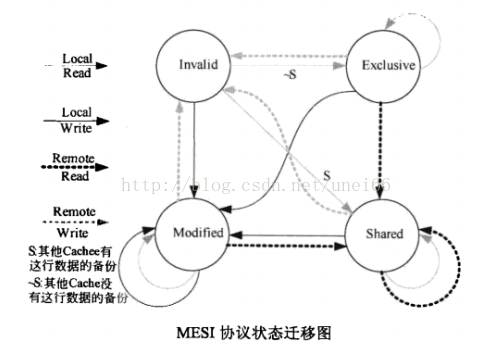 Local
Read
Local
Write
Remote
Read
Remote
Write
S:其他Cachee有
这行数据的备份
~S:其他Cache没
有这行数据的备份
Invalid
Exclusive
~S
S
http://blog.csdn.net/unei66
Modified
Shared
MESI 协议状态迁移图